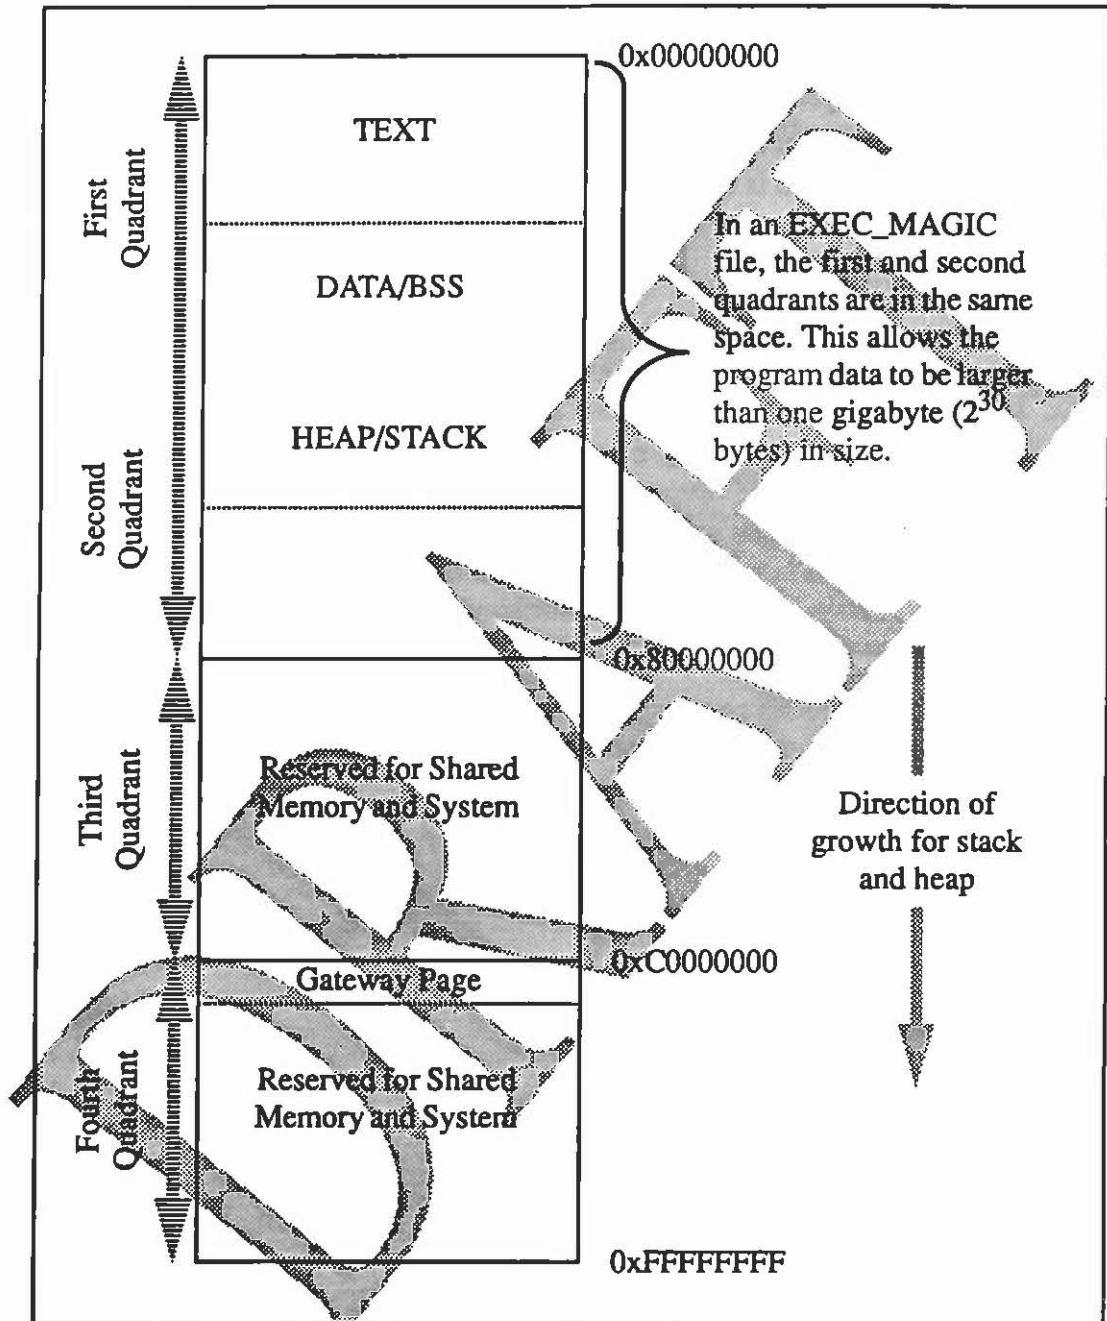 0x00000000
First
Quadrant
TEXT
In an EXEC_MAGIC
file, the first and second
quadrants are in the same
space. This allows the
program data to be larger
than one gigabyte (2^30
bytes) in size.
DATA/BSS
HEAP/STACK
Second
Quadrant
0x80000000
Third
Quadrant
Reserved for Shared
Memory and System
Direction of
growth for stack
and heap
0xC0000000
Gateway Page
Fourth
Quadrant
Reserved for Shared
Memory and System
0xFFFFFFFF
DRAFT